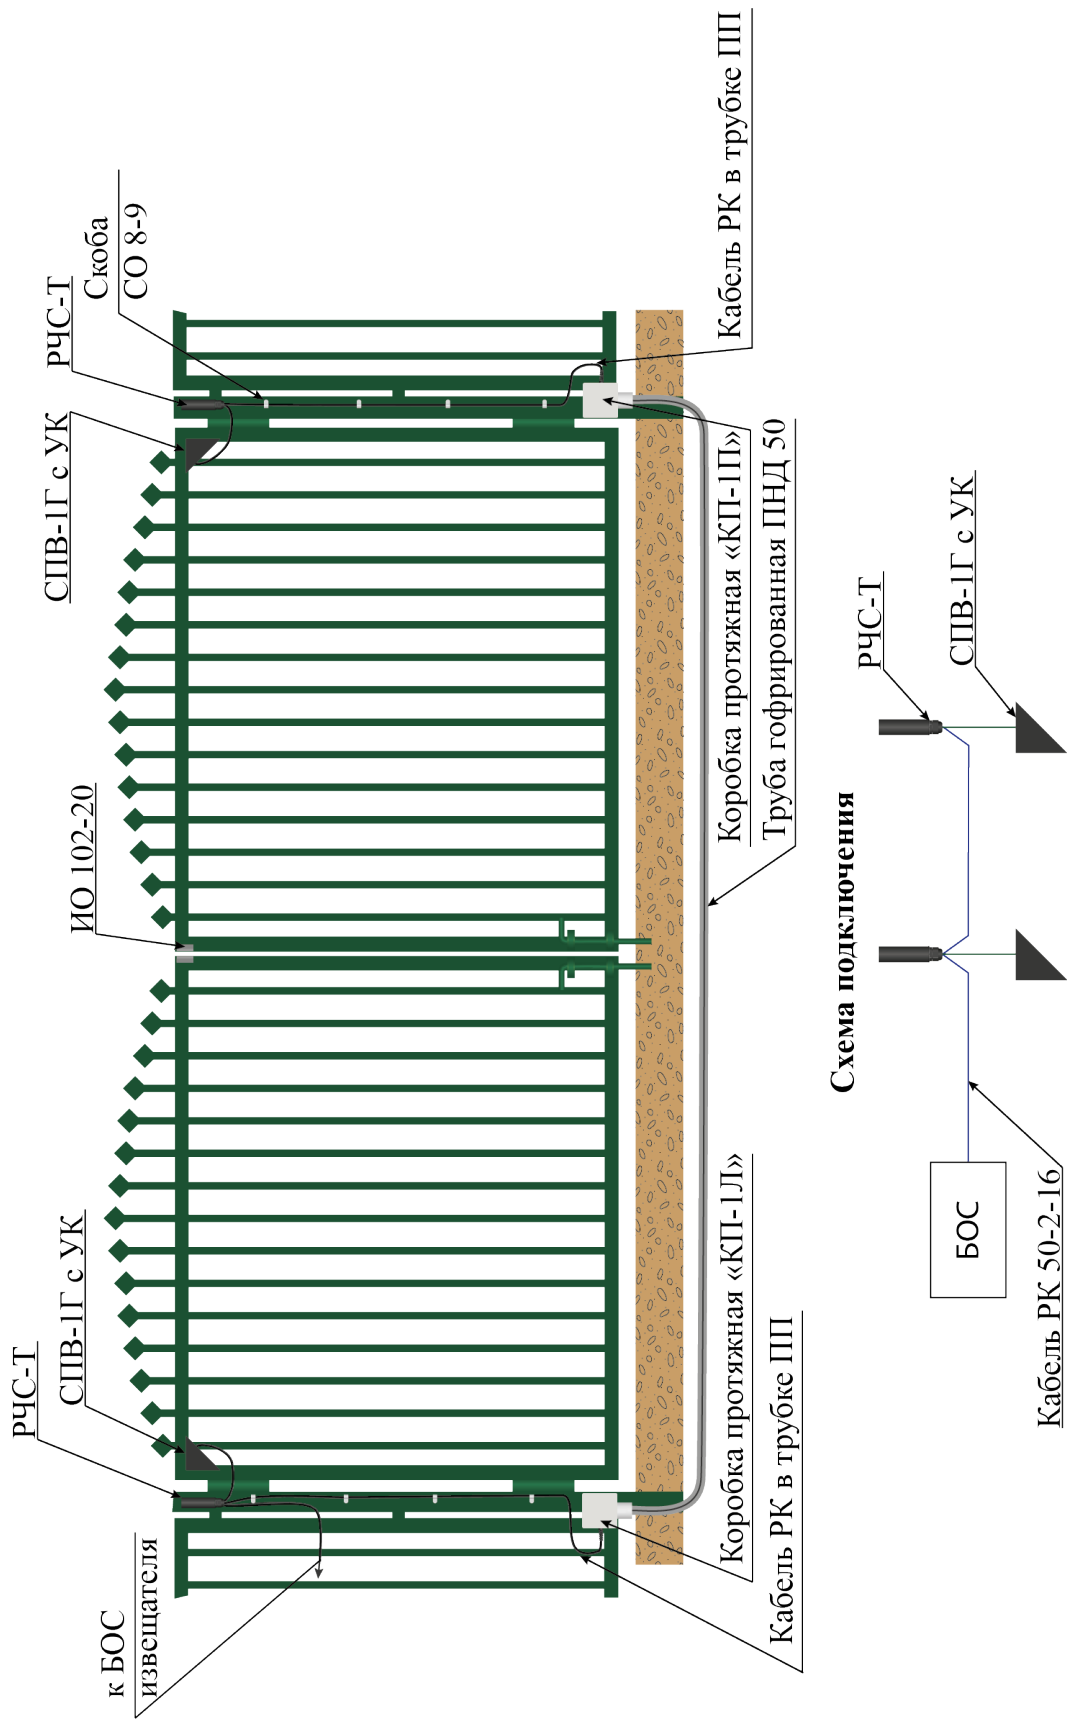 РЧС-Т
СПВ-1Г с УК
ИО 102-20
СПВ-1Г с УК
РЧС-Т
Скоба
СО 8-9
к БОС
извещателя
Коробка протяжная «КП-1Л»
Кабель РК в трубке ПП
Коробка протяжная «КП-1П»
Труба гофрированная ПНД 50
Кабель РК в трубке ПП
Схема подключения
РЧС-Т
СПВ-1Г с УК
БОС
Кабель РК 50-2-16